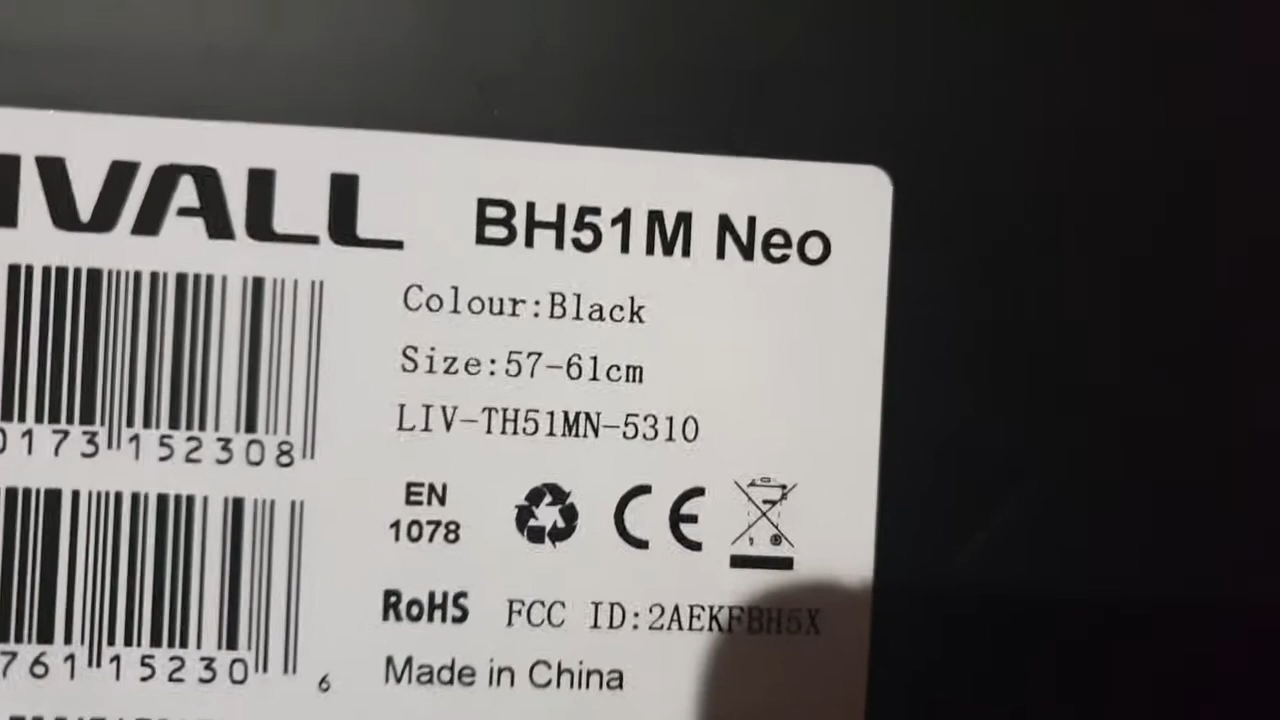 IVALL BH51M Neo
Colour:Black
Size:57-61cm
LIV-TH51MN-5310
0173 152308
EN
1078
CE
RoHS FCC ID:2AEKFBH5X
761 15230 6
Made in China